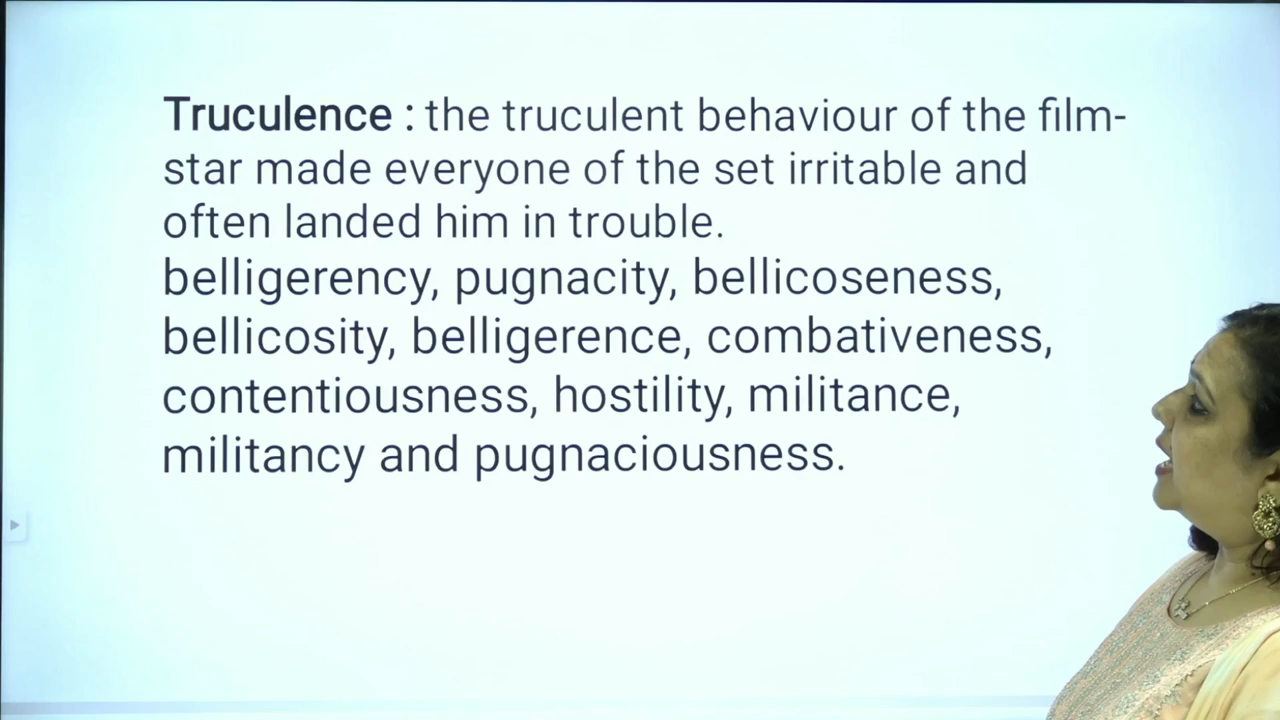 Truculence : the truculent behaviour of the film-
star made everyone of the set irritable and
often landed him in trouble.
belligerency, pugnacity, bellicoseness,
bellicosity, belligerence, combativeness,
contentiousness, hostility, militance,
militancy and pugnaciousness.